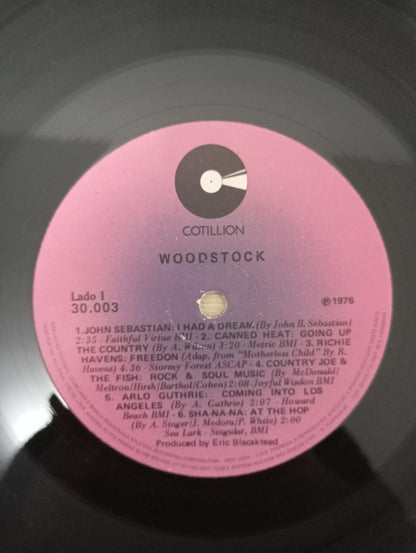 COTILLION
WOODSTOCK
Lado 1
30.003
℗ 1976
1.JOHN SEBASTIAN: I HAD A DREAM (By John B. Sebastian)
2:35 - Faithful Virtue BMI - 2. CANNED HEAT: GOING UP
THE COUNTRY (By A. Wilson) 3:20 - Metric BMI - 3. RICHIE
HAVENS: FREEDON (Adap. from "Motherless Child" By R.
Havens) 4.36 - Stormy Forest ASCAP - 4. COUNTRY JOE &
THE FISH: ROCK & SOUL MUSIC (By McDonald/
Meltron/Hirsh/Barthol/Cohen) 2:08 - Joyful Wisdon BMI
5. ARLO GUTHRIE: COMING INTO LOS
ANGELES (By A. Guthrie) 2:07 - Howard
Beach BMI - 6. SHA-NA-NA: AT THE HOP
(By A. Singer/J. Medora/P. White) 2:00
Sea Lark - Singular, BMI
Produced by Eric Blacktead